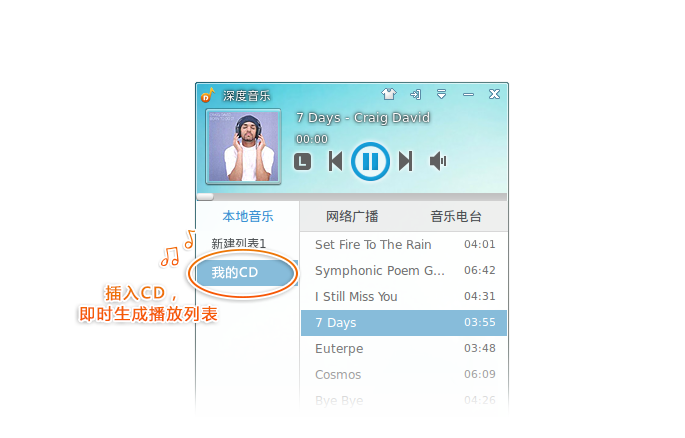 深度音乐
7 Days - Craig David
00:00
L
本地音乐 网络广播 音乐电台
新建列表1
我的CD
插入CD，
即时生成播放列表
Set Fire To The Rain 04:01
Symphonic Poem G... 06:42
I Still Miss You 04:31
7 Days 03:55
Euterpe 03:48
Cosmos 06:09
Bye Bye 04:26